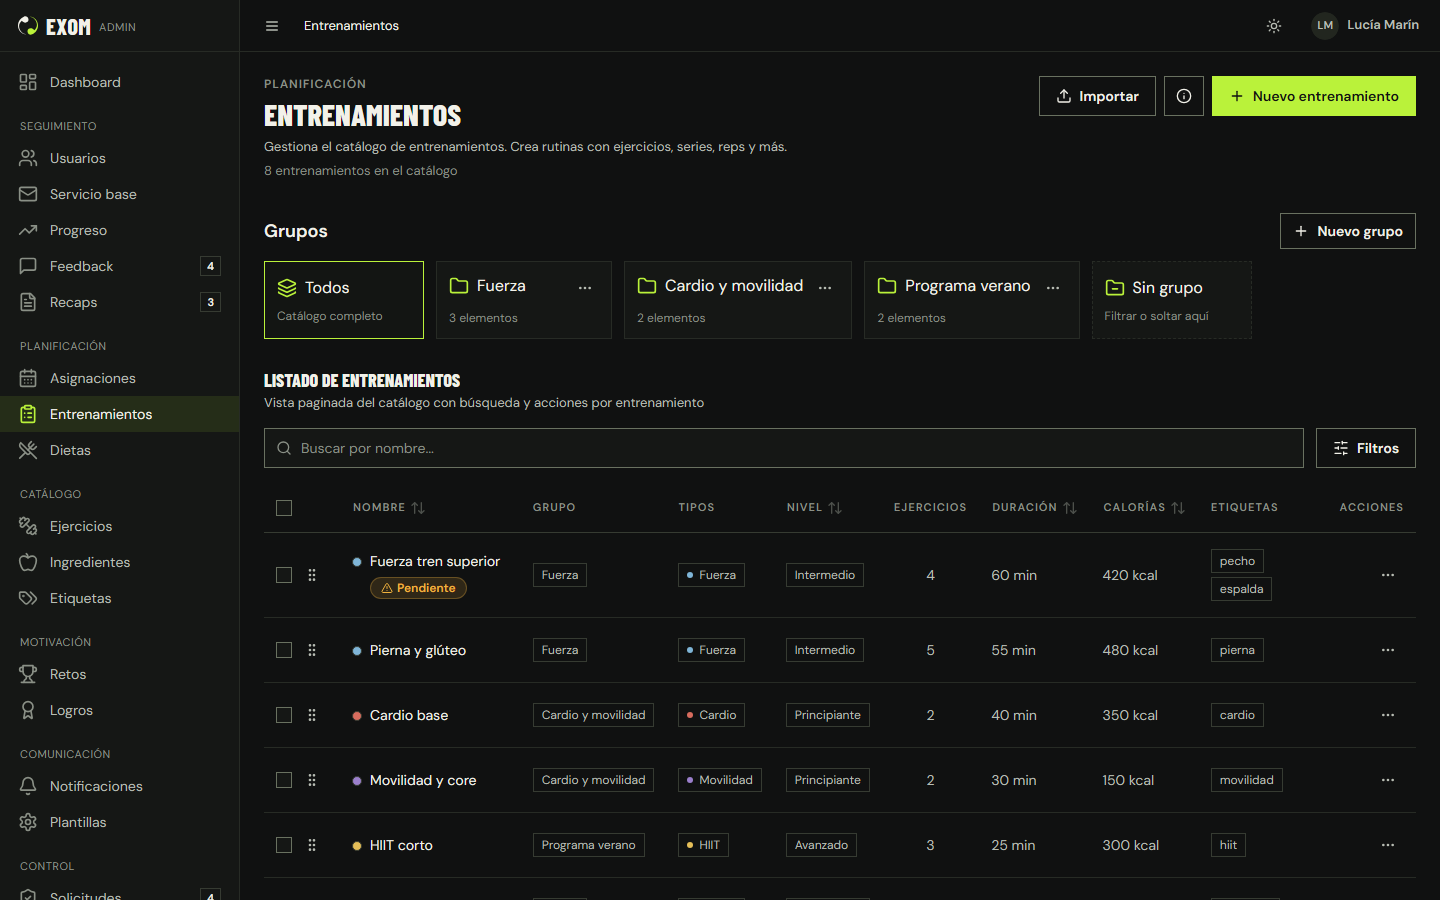 EXOM ADMIN
Entrenamientos
LM Lucía Marín
Dashboard
SEGUIMIENTO
Usuarios
Servicio base
Progreso
Feedback 4
Recaps 3
PLANIFICACIÓN
Asignaciones
Entrenamientos
Dietas
CATÁLOGO
Ejercicios
Ingredientes
Etiquetas
MOTIVACIÓN
Retos
Logros
COMUNICACIÓN
Notificaciones
Plantillas
CONTROL
Solicitudes 4
PLANIFICACIÓN
ENTRENAMIENTOS
Gestiona el catálogo de entrenamientos. Crea rutinas con ejercicios, series, reps y más.
8 entrenamientos en el catálogo
Importar
Nuevo entrenamiento
Grupos
Nuevo grupo
Todos
Catálogo completo
Fuerza
3 elementos
Cardio y movilidad
2 elementos
Programa verano
2 elementos
Sin grupo
Filtrar o soltar aquí
LISTADO DE ENTRENAMIENTOS
Vista paginada del catálogo con búsqueda y acciones por entrenamiento
Buscar por nombre...
Filtros
NOMBRE GRUPO TIPOS NIVEL EJERCICIOS DURACIÓN CALORÍAS ETIQUETAS ACCIONES
Fuerza tren superior
Pendiente
Fuerza Fuerza Intermedio 4 60 min 420 kcal
pecho
espalda
Pierna y glúteo Fuerza Fuerza Intermedio 5 55 min 480 kcal pierna
Cardio base Cardio y movilidad Cardio Principiante 2 40 min 350 kcal cardio
Movilidad y core Cardio y movilidad Movilidad Principiante 2 30 min 150 kcal movilidad
HIIT corto Programa verano HIIT Avanzado 3 25 min 300 kcal hiit